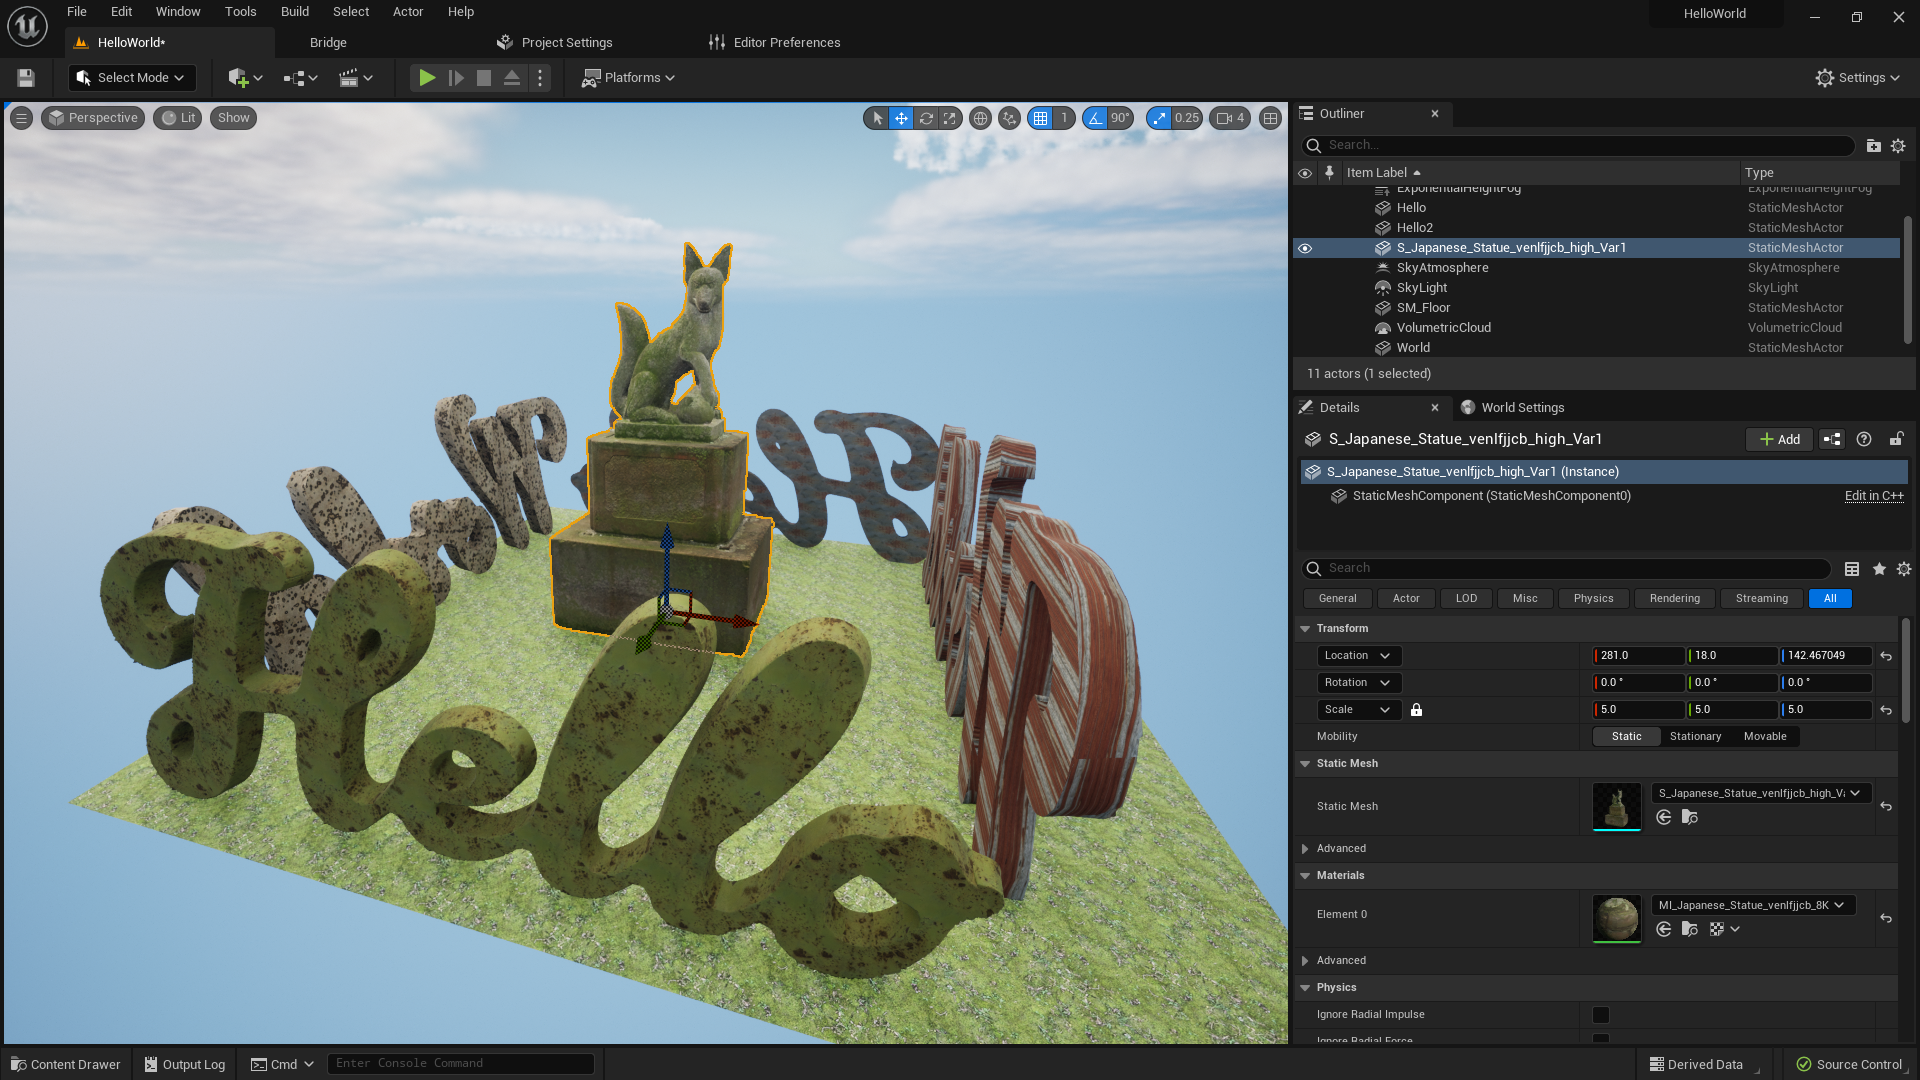 File Edit Window Tools Build Select Actor Help
HelloWorld
HelloWorld*
Bridge
Project Settings
Editor Preferences
Select Mode
Platforms
Settings
Perspective
Lit
Show
1
90°
0.25
4
Hello
Outliner
Search...
Item Label
Type
ExponentialHeightFog ExponentialHeightFog
Hello StaticMeshActor
Hello2 StaticMeshActor
S_Japanese_Statue_venlfjjcb_high_Var1 StaticMeshActor
SkyAtmosphere SkyAtmosphere
SkyLight SkyLight
SM_Floor StaticMeshActor
VolumetricCloud VolumetricCloud
World StaticMeshActor
11 actors (1 selected)
Details
World Settings
S_Japanese_Statue_venlfjjcb_high_Var1
Add
S_Japanese_Statue_venlfjjcb_high_Var1 (Instance)
StaticMeshComponent (StaticMeshComponent0)
Edit in C++
Search
General Actor LOD Misc Physics Rendering Streaming All
Transform
Location 281.0 18.0 142.467049
Rotation 0.0 ° 0.0 ° 0.0 °
Scale 5.0 5.0 5.0
Mobility Static Stationary Movable
Static Mesh
Static Mesh S_Japanese_Statue_venlfjjcb_high_Va
Advanced
Materials
Element 0 MI_Japanese_Statue_venlfjjcb_8K
Advanced
Physics
Ignore Radial Impulse
Ignore Radial Force
Content Drawer
Output Log
Cmd
Enter Console Command
Derived Data
Source Control